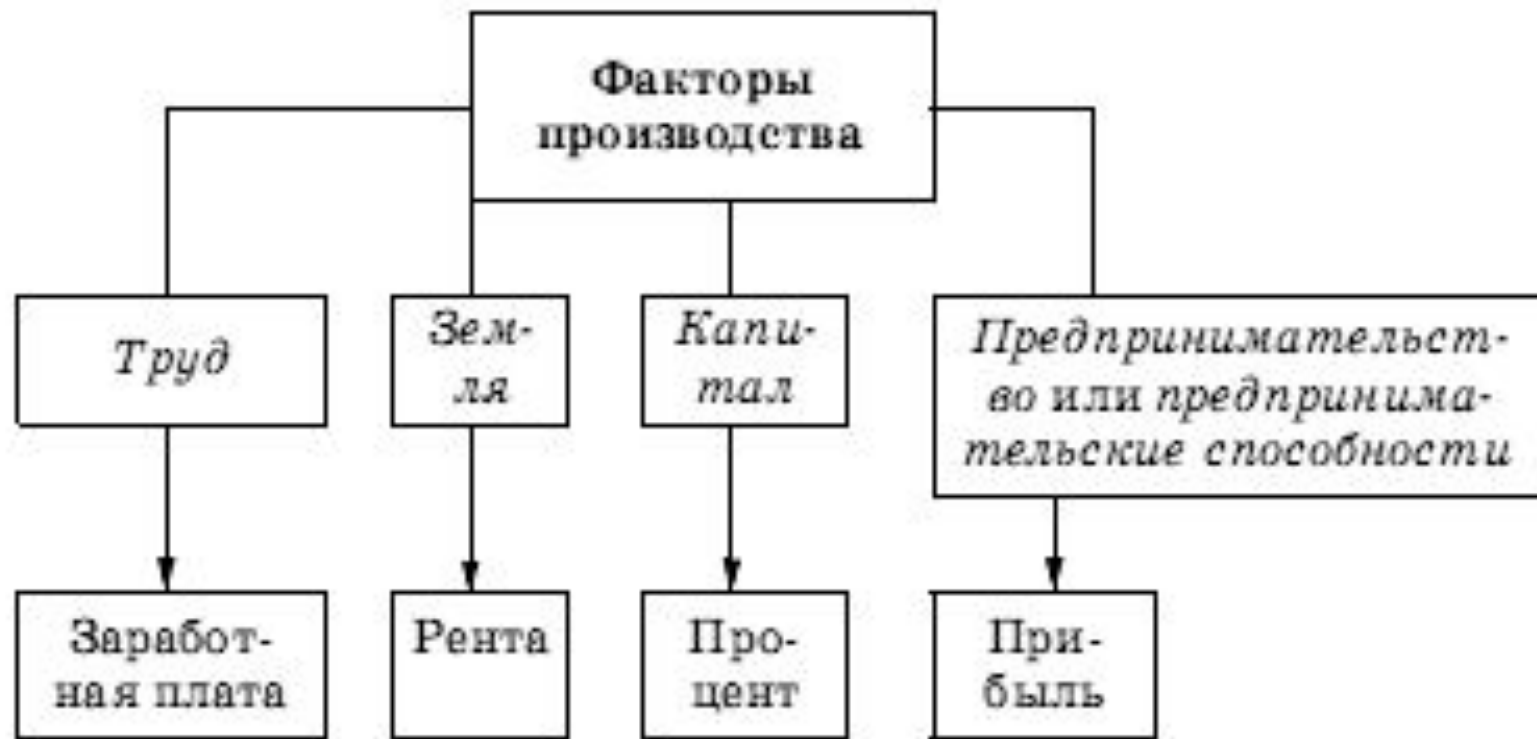 Факторы
производства
Труд
Зем-
ля
Капи-
тал
Предпринимательст-
во или предпринима-
тельские способности
Заработ-
ная плата
Рента
Про-
цент
При-
быль